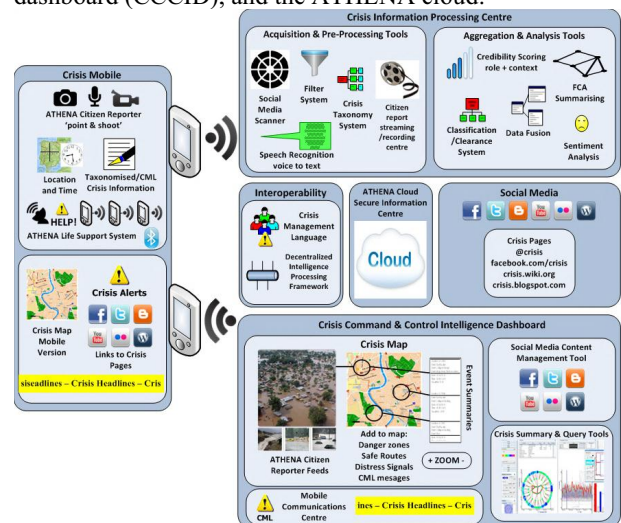 dashboard (CCCID), and the ATHENA cloud.
Crisis Mobile
ATHENA Citizen Reporter
'point & shoot'
Location
and Time
Taxonomised/CML
Crisis Information
HELP!
ATHENA Life Support System
Crisis Map
Mobile
Version
Crisis Alerts
Links to Crisis
Pages
siscadlines – Crisis Headlines – Cris
Crisis Information Processing Centre
Acquisition & Pre-Processing Tools
Social
Media
Scanner
Filter
System
Crisis
Taxonomy
System
Citizen
report
streaming
/recording
centre
Speech Recognition
voice to text
Aggregation & Analysis Tools
Credibility Scoring
role + context
FCA
Summarising
Classification
/Clearance
System
Data Fusion
Sentiment
Analysis
Interoperability
Crisis
Management
Language
Decentralized
Intelligence
Processing
Framework
ATHENA Cloud
Secure Information
Centre
Cloud
Social Media
Crisis Pages
@crisis
facebook.com/crisis
crisis.wiki.org
crisis.blogspot.com
Crisis Command & Control Intelligence Dashboard
Crisis Map
Event Summaries
ATHENA Citizen
Reporter Feeds
Add to map:
Danger zones
Safe Routes
Distress Signals
CML mesages
+ ZOOM -
CML
Mobile
Communications
Centre
ines – Crisis Headlines – Cris
Social Media Content
Management Tool
Crisis Summary & Query Tools